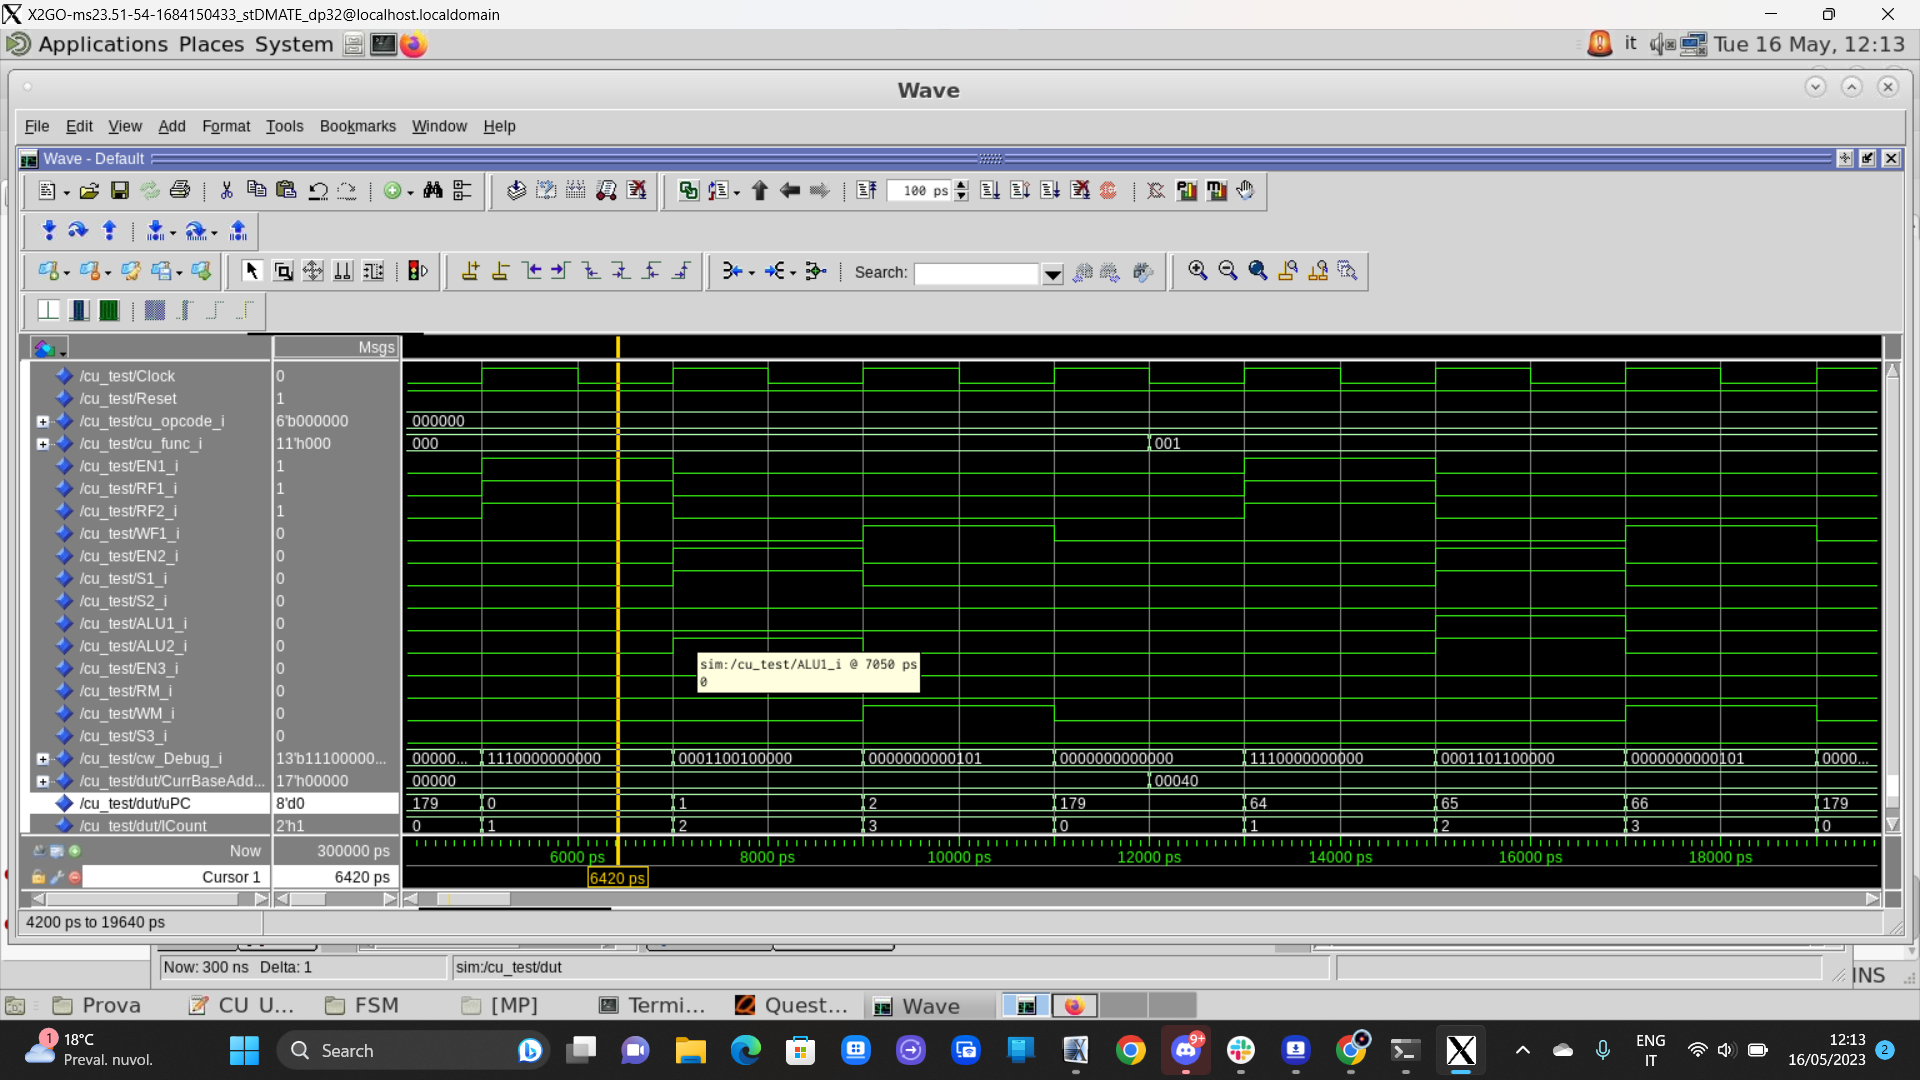 X2GO-ms23.51-54-1684150433_stDMATE_dp32@localhost.localdomain
Applications Places System it Tue 16 May, 12:13
Wave
File Edit View Add Format Tools Bookmarks Window Help
Wave - Default
100 ps
Search:
Msgs
/cu_test/Clock 0
/cu_test/Reset 1
/cu_test/cu_opcode_i 6'b000000 000000
/cu_test/cu_func_i 11'h000 000 001
/cu_test/EN1_i 1
/cu_test/RF1_i 1
/cu_test/RF2_i 1
/cu_test/WF1_i 0
/cu_test/EN2_i 0
/cu_test/S1_i 0
/cu_test/S2_i 0
/cu_test/ALU1_i 0
/cu_test/ALU2_i 0
/cu_test/EN3_i 0
/cu_test/RM_i 0
/cu_test/WM_i 0
/cu_test/S3_i 0
sim:/cu_test/ALU1_i @ 7050 ps
0
/cu_test/cw_Debug_i 13'b11100000... 00000... 1110000000000 0001100100000 0000000000101 0000000000000 1110000000000 0001101100000 0000000000101 0000...
/cu_test/dut/CurrBaseAdd... 17'h00000 00000 00040
/cu_test/dut/uPC 8'd0 179 0 1 2 179 64 65 66 179
/cu_test/dut/ICount 2'h1 0 1 2 3 0 1 2 3 0
Now 300000 ps 6000 ps 8000 ps 10000 ps 12000 ps 14000 ps 16000 ps 18000 ps
Cursor 1 6420 ps 6420 ps
4200 ps to 19640 ps
Now: 300 ns Delta: 1 sim:/cu_test/dut
INS
Prova CU U... FSM [MP] Termi... Quest... Wave
1 18°C Search 9+ ENG 12:13
Preval. nuvol. IT 16/05/2023 2